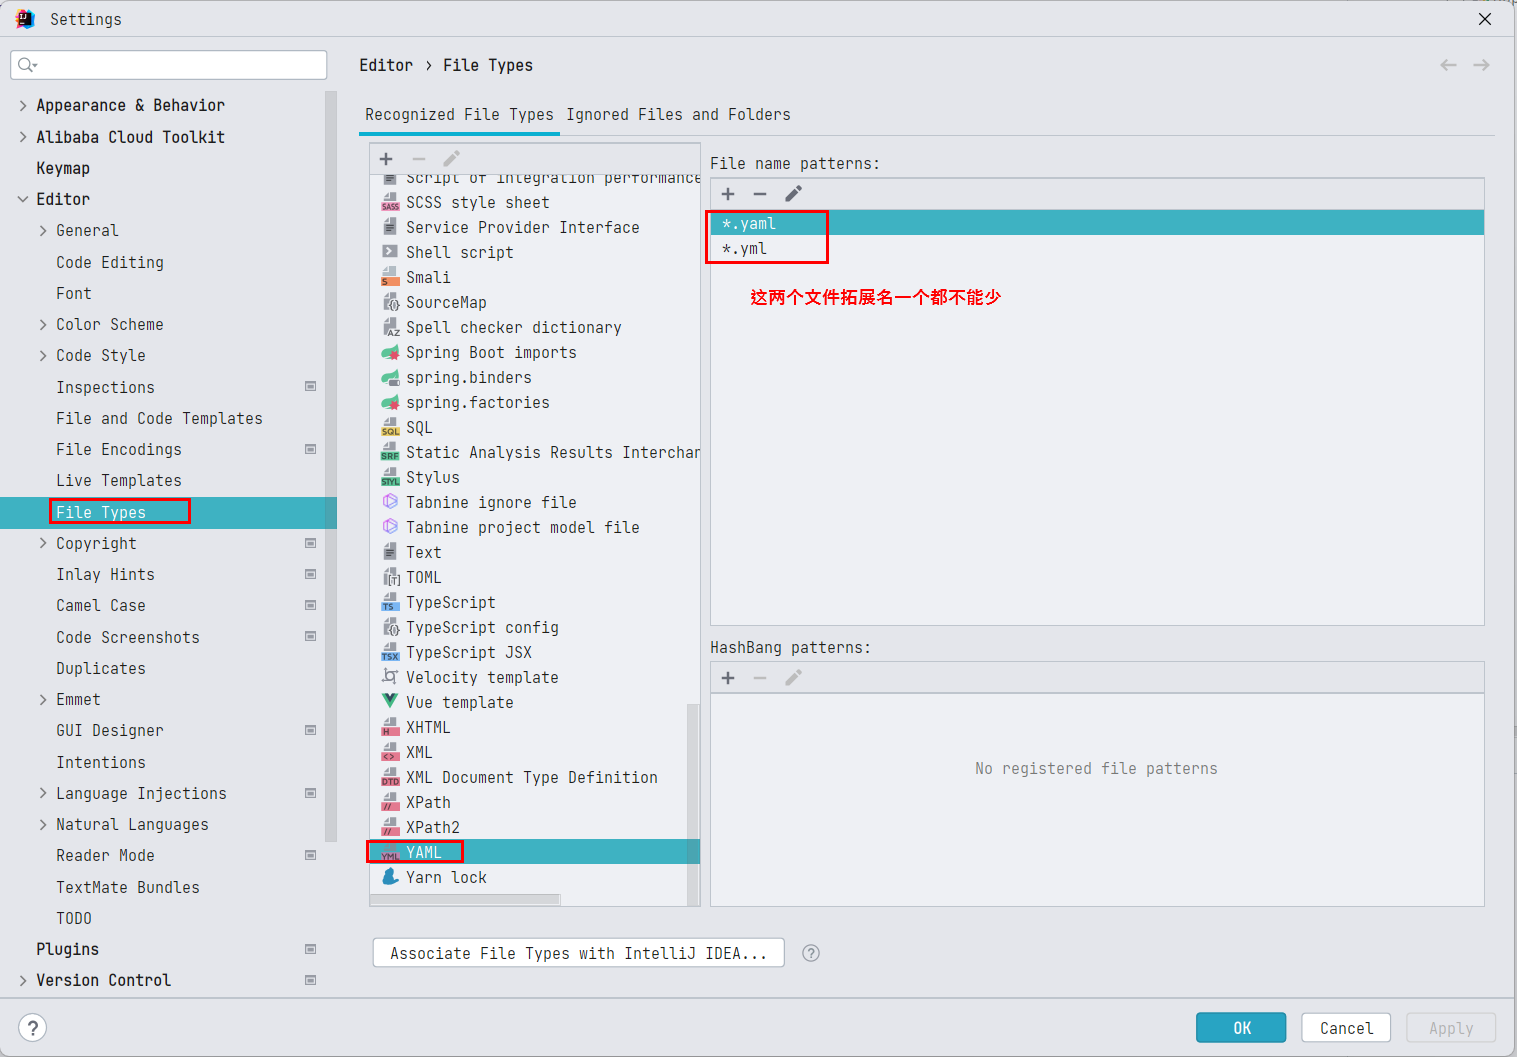 Settings
Editor › File Types
Appearance & Behavior
Alibaba Cloud Toolkit
Keymap
Editor
General
Code Editing
Font
Color Scheme
Code Style
Inspections
File and Code Templates
File Encodings
Live Templates
File Types
Copyright
Inlay Hints
Camel Case
Code Screenshots
Duplicates
Emmet
GUI Designer
Intentions
Language Injections
Natural Languages
Reader Mode
TextMate Bundles
TODO
Plugins
Version Control
Recognized File Types
Ignored Files and Folders
Script of integration performance
SCSS style sheet
Service Provider Interface
Shell script
Smali
SourceMap
Spell checker dictionary
Spring Boot imports
spring.binders
spring.factories
SQL
Static Analysis Results Interchan
Stylus
Tabnine ignore file
Tabnine project model file
Text
TOML
TypeScript
TypeScript config
TypeScript JSX
Velocity template
Vue template
XHTML
XML
XML Document Type Definition
XPath
XPath2
YAML
Yarn lock
File name patterns:
*.yaml
*.yml
这两个文件拓展名一个都不能少
HashBang patterns:
No registered file patterns
Associate File Types with IntelliJ IDEA...
OK
Cancel
Apply